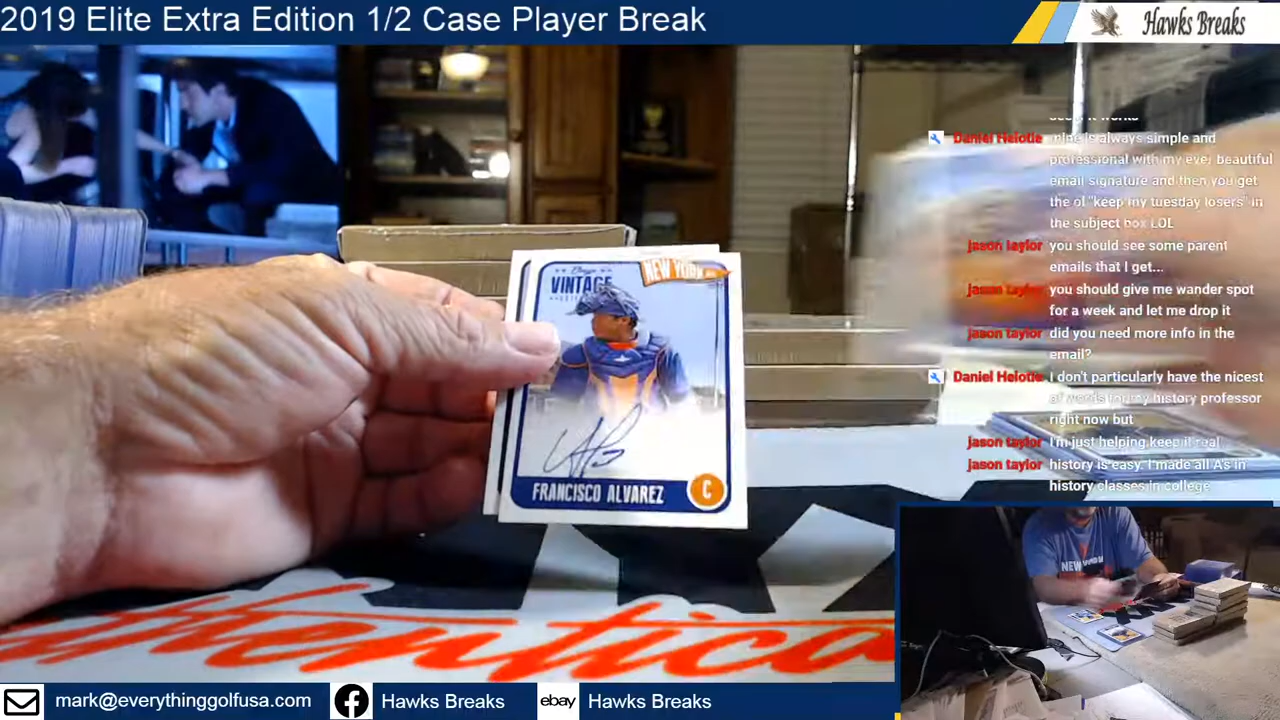 2019 Elite Extra Edition 1/2 Case Player Break
Hawks Breaks
Daniel Helotie mine is always simple and
professional with my ever beautiful
email signature and then you get
the ol "keep my tuesday losers" in
the subject box LOL
jason taylor you should see some parent
emails that I get...
jason taylor you should give me wander spot
for a week and let me drop it
jason taylor did you need more info in the
email?
Daniel Helotie I don't particularly have the nicest
of words for my history professor
right now but
jason taylor I'm just helping keep it real
jason taylor history is easy. I made all A's in
history classes in college
VINTAGE
NEW YORK
FRANCISCO ALVAREZ
C
NEW
mark@everythinggolfusa.com
Hawks Breaks
ebay
Hawks Breaks